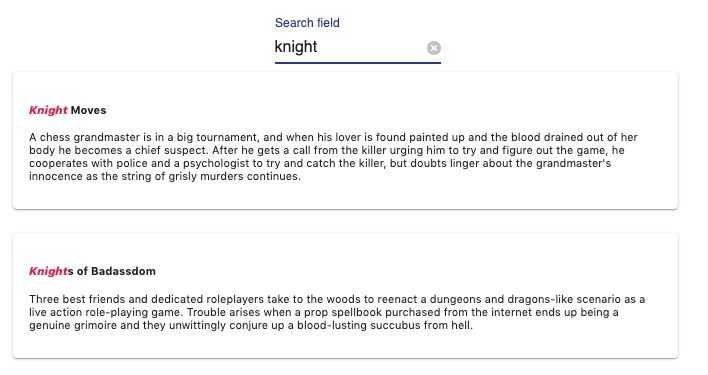 Search field
knight
Knight Moves
A chess grandmaster is in a big tournament, and when his lover is found painted up and the blood drained out of her
body he becomes a chief suspect. After he gets a call from the killer urging him to try and figure out the game, he
cooperates with police and a psychologist to try and catch the killer, but doubts linger about the grandmaster's
innocence as the string of grisly murders continues.
Knights of Badassdom
Three best friends and dedicated roleplayers take to the woods to reenact a dungeons and dragons-like scenario as a
live action role-playing game. Trouble arises when a prop spellbook purchased from the internet ends up being a
genuine grimoire and they unwittingly conjure up a blood-lusting succubus from hell.